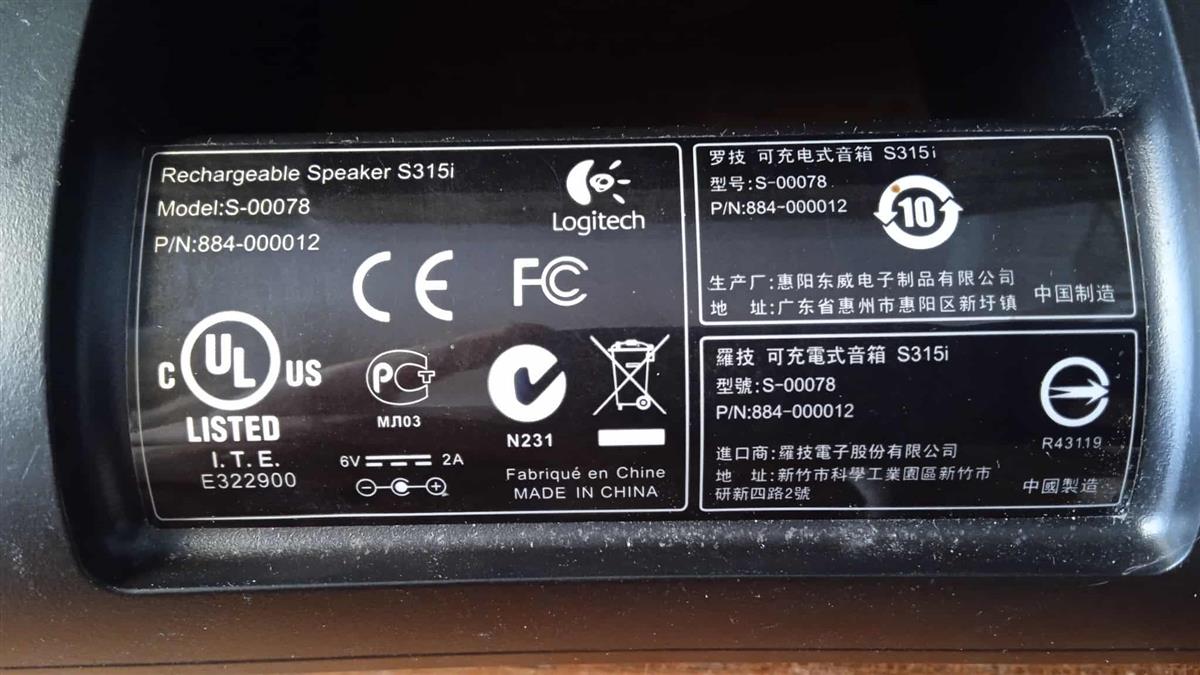 Rechargeable Speaker S315i
Model:S-00078
P/N:884-000012
Logitech
CE
FC
C UL US
LISTED
I.T.E.
E322900
PCT
МЛ03
N231
6V 2A
Fabriqué en Chine
MADE IN CHINA
罗技 可充电式音箱 S315i
型号:S-00078
P/N:884-000012
10
生产厂:惠阳东威电子制品有限公司
地 址:广东省惠州市惠阳区新圩镇
中国制造
羅技 可充電式音箱 S315i
型號:S-00078
P/N:884-000012
R43119
進口商:羅技電子股份有限公司
地 址:新竹市科學工業園區新竹市
研新四路2號
中國製造